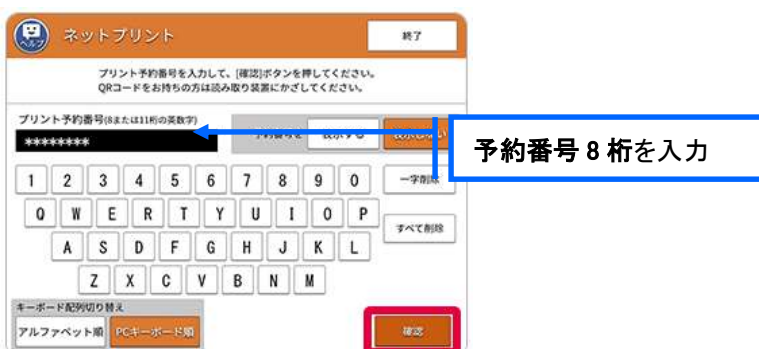 ヘルプ
ネットプリント
終了
プリント予約番号を入力して、[確認]ボタンを押してください。
QRコードをお持ちの方は読み取り装置にかざしてください。
プリント予約番号(8または11桁の英数字)
********
予約番号を 表示する 表示しない
予約番号 8 桁を入力
1 2 3 4 5 6 7 8 9 0 一字削除
Q W E R T Y U I O P
すべて削除
A S D F G H J K L
Z X C V B N M
キーボード配列切り替え
アルファベット順 PCキーボード順
確認